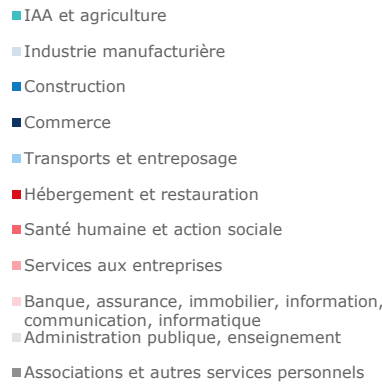 IAA et agriculture
Industrie manufacturière
Construction
Commerce
Transports et entreposage
Hébergement et restauration
Santé humaine et action sociale
Services aux entreprises
Banque, assurance, immobilier, information,
communication, informatique
Administration publique, enseignement
Associations et autres services personnels